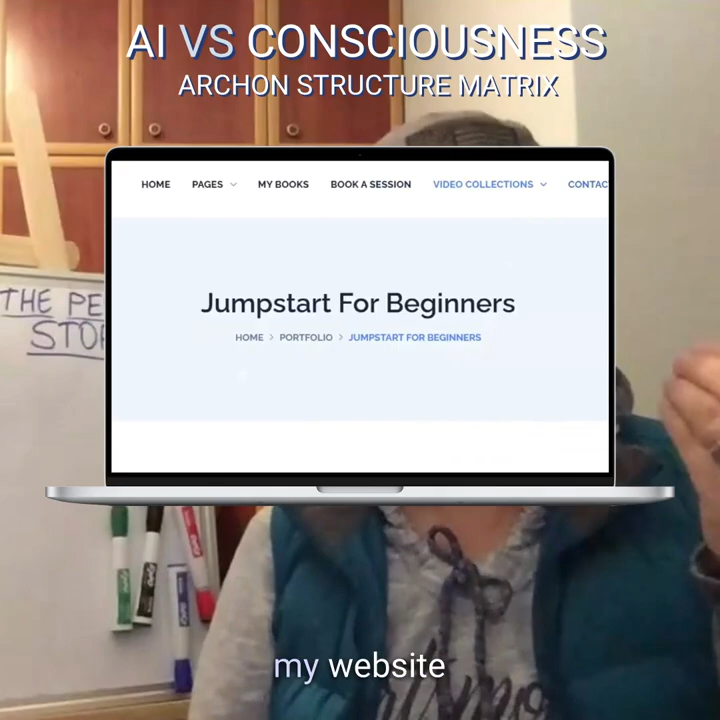 AI VS CONSCIOUSNESS
ARCHON STRUCTURE MATRIX
HOME PAGES MY BOOKS BOOK A SESSION VIDEO COLLECTIONS CONTAC
Jumpstart For Beginners
HOME > PORTFOLIO > JUMPSTART FOR BEGINNERS
THE PE
STO
my website